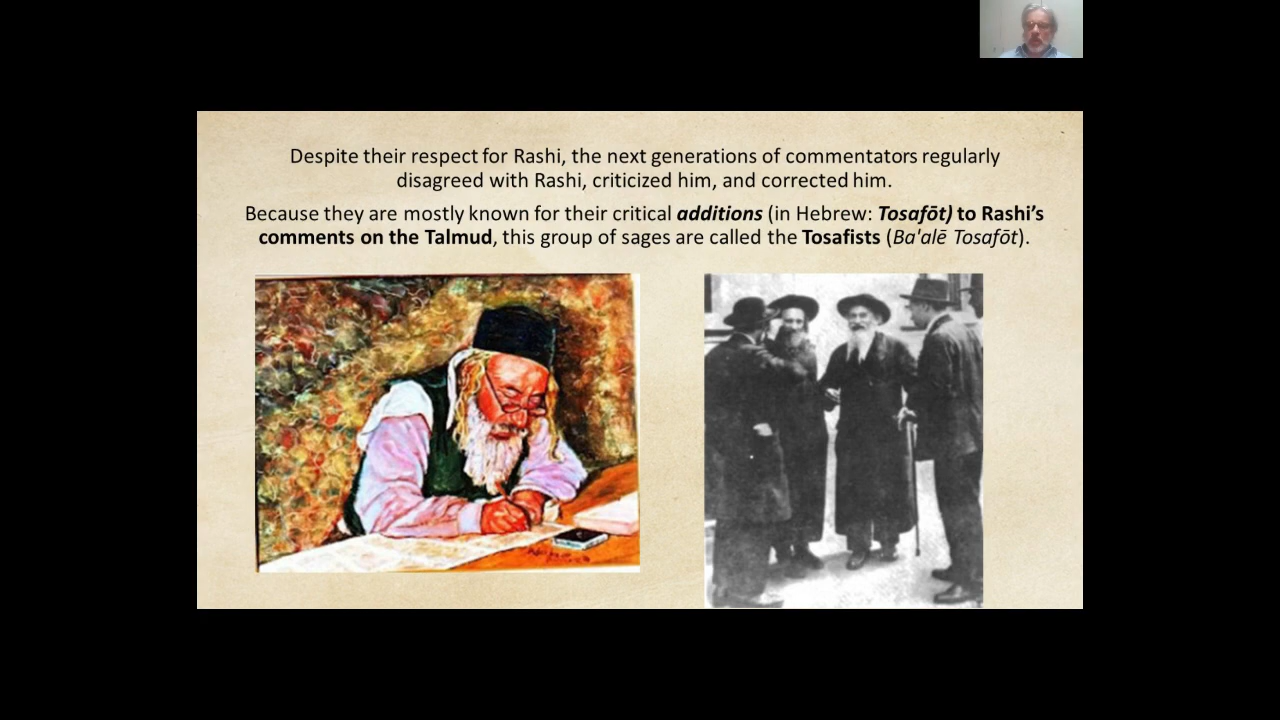 Despite their respect for Rashi, the next generations of commentators regularly
disagreed with Rashi, criticized him, and corrected him.
Because they are mostly known for their critical additions (in Hebrew: Tosafōt) to Rashi’s
comments on the Talmud, this group of sages are called the Tosafists (Ba'alē Tosafōt).